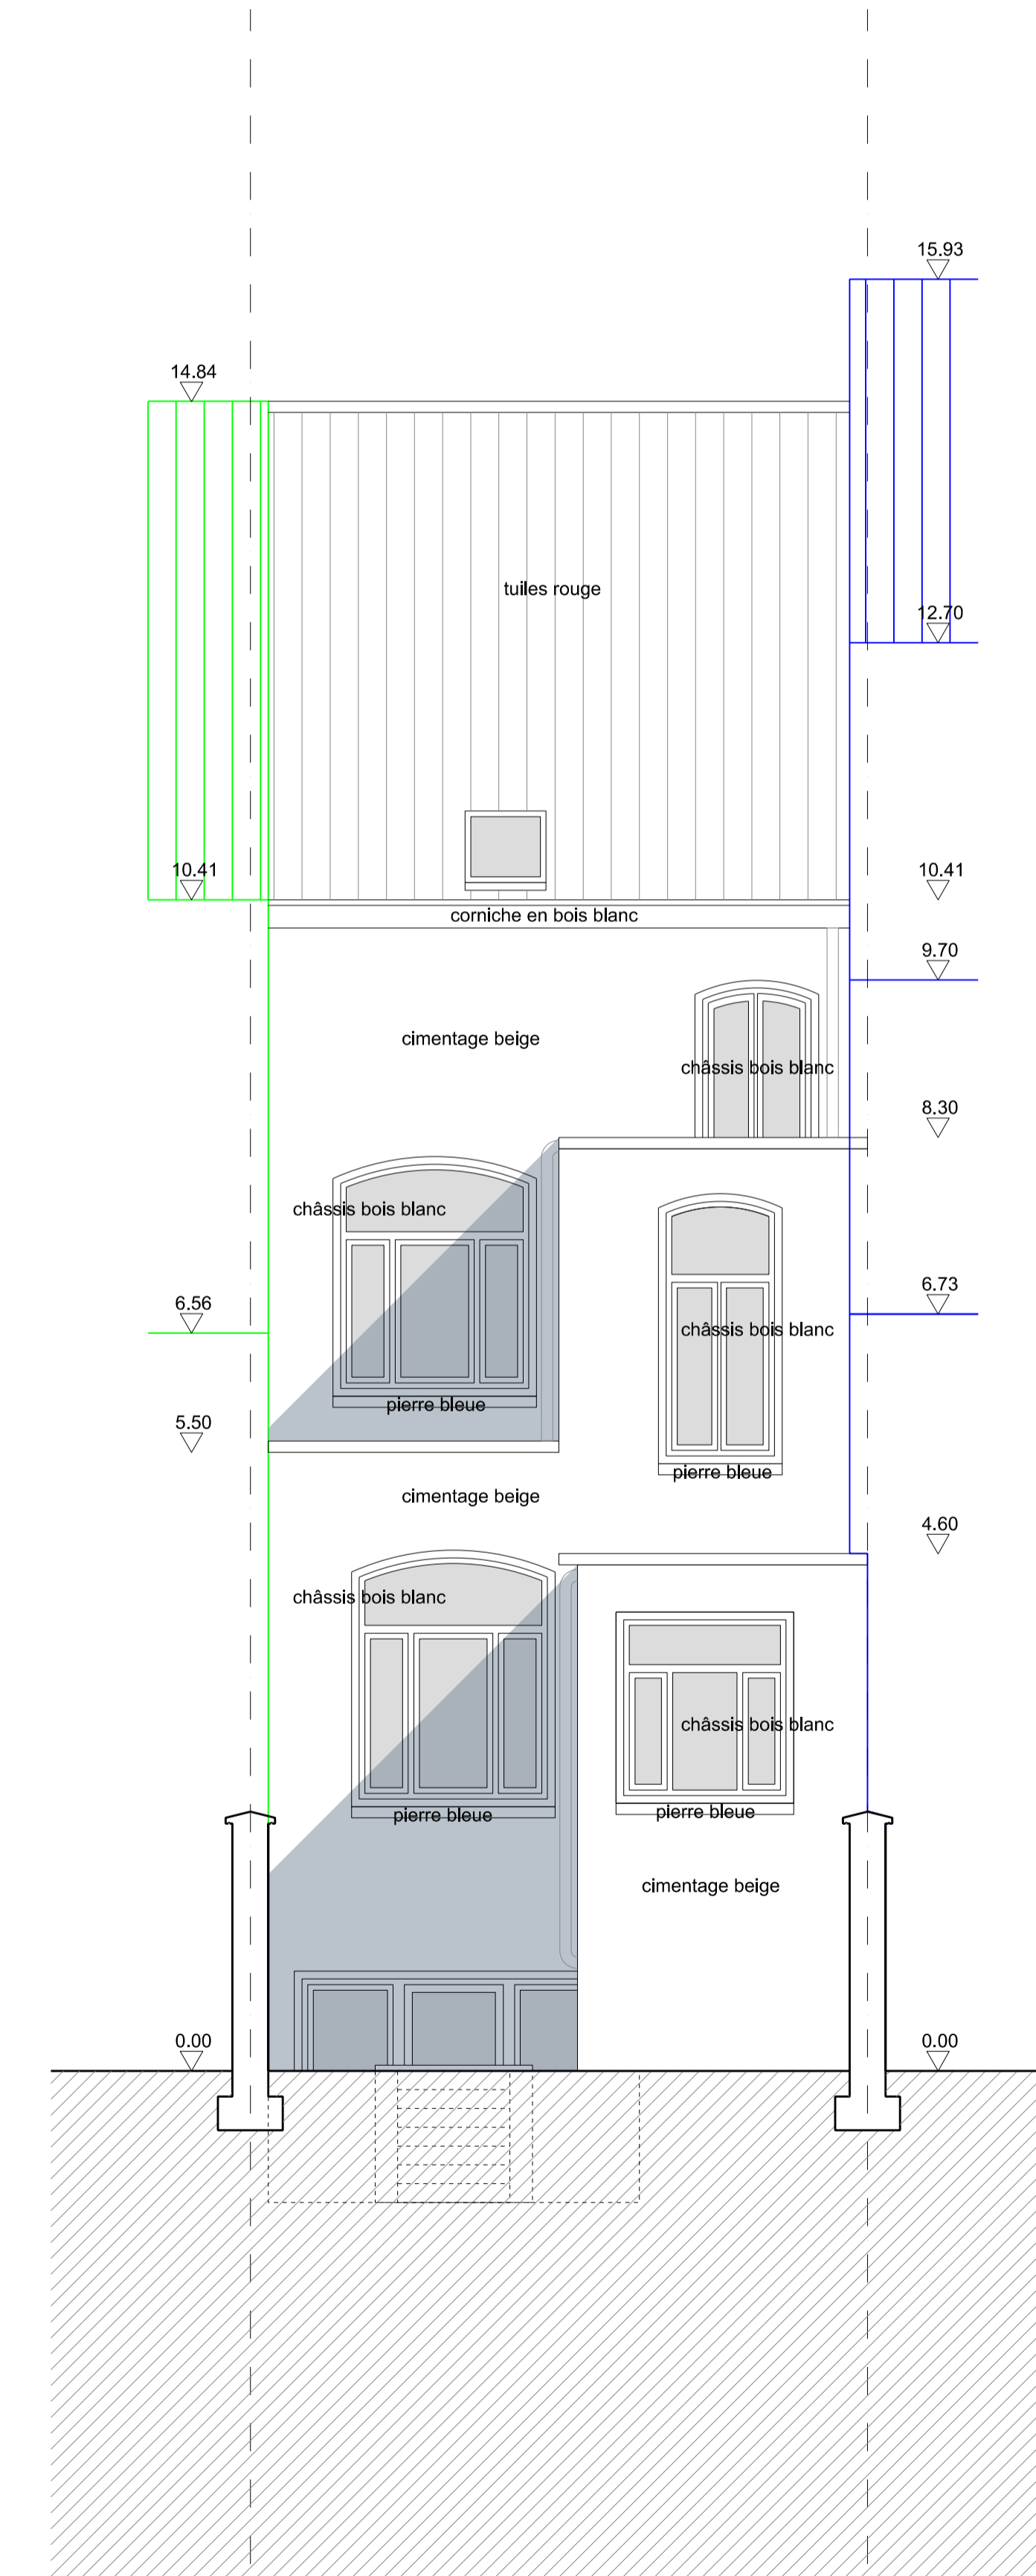 15.93
14.84
tuiles rouge
12.70
10.41
10.41
corniche en bois blanc
9.70
cimentage beige
châssis bois blanc
8.30
châssis bois blanc
6.56
6.73
châssis bois blanc
pierre bleue
5.50
pierre bleue
cimentage beige
4.60
châssis bois blanc
châssis bois blanc
pierre bleue
pierre bleue
cimentage beige
0.00
0.00